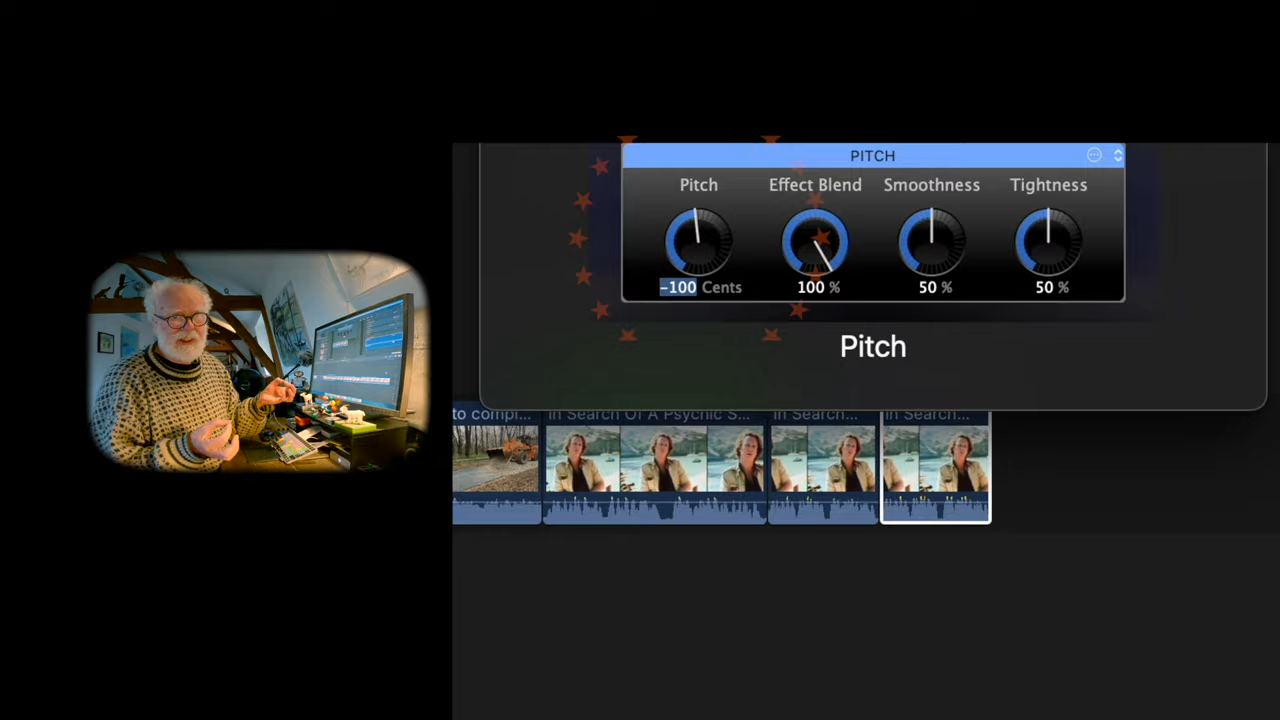 PITCH
Pitch Effect Blend Smoothness Tightness
-100 Cents 100 % 50 % 50 %
Pitch
to compl... In Search Of A Psychic S... In Search... In Search...